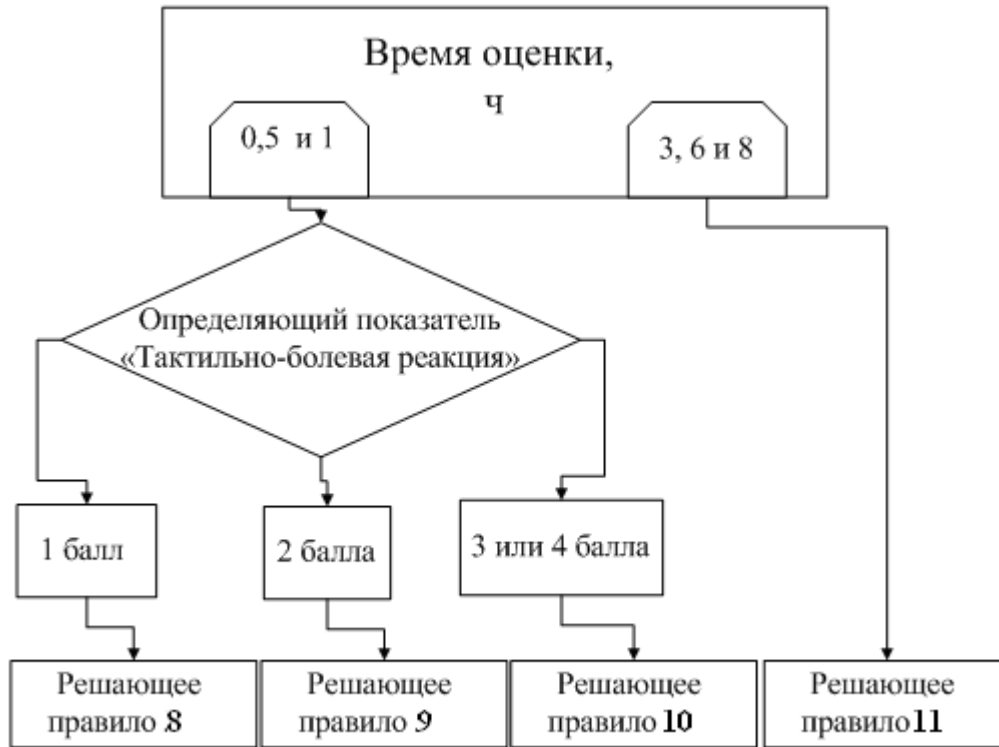 Время оценки,
ч
0,5 и 1
3, 6 и 8
Определяющий показатель
«Тактильно-болевая реакция»
1 балл
2 балла
3 или 4 балла
Решающее
правило 8
Решающее
правило 9
Решающее
правило 10
Решающее
правило 11